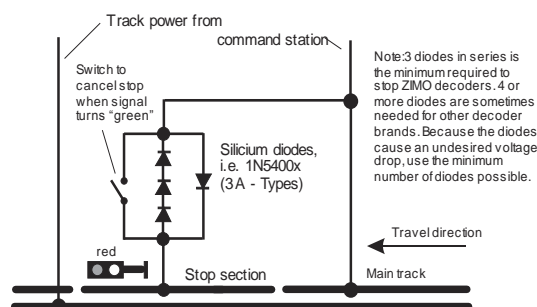 Track power from
command station
Switch to
cancel stop
when signal
turns “green”
Silicium diodes,
i.e. 1N5400x
(3A - Types)
Note:3 diodes in series is
the minimum required to
stop ZIMO decoders. 4 or
more diodes are sometimes
needed for other decoder
brands. Because the diodes
cause an undesired voltage
drop, use the minimum
number of diodes possible.
Travel direction
red
Stop section
Main track